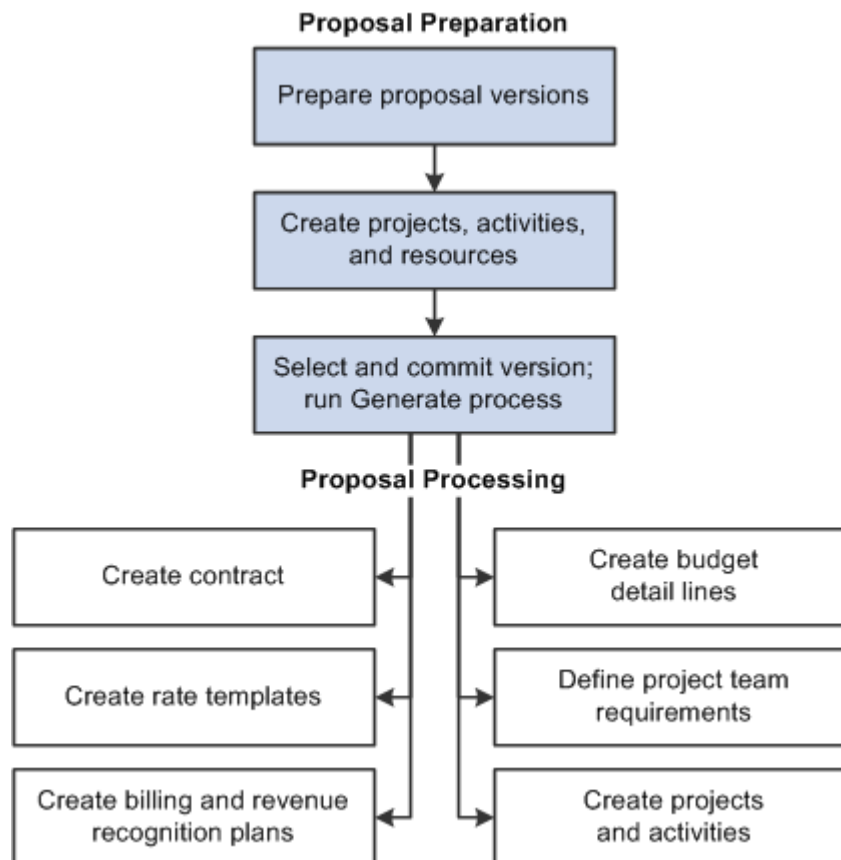 Proposal Preparation
Prepare proposal versions
Create projects, activities,
and resources
Select and commit version;
run Generate process
Proposal Processing
Create contract
Create budget
detail lines
Create rate templates
Define project team
requirements
Create billing and revenue
recognition plans
Create projects
and activities